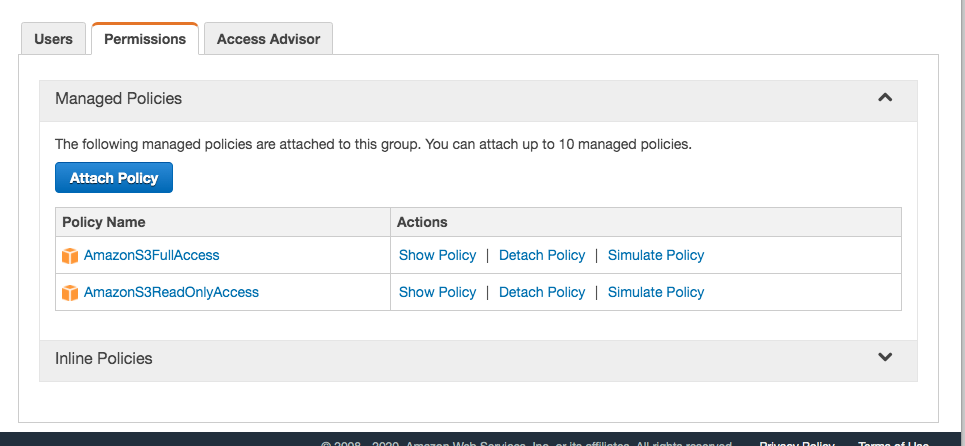 Users Permissions Access Advisor
Managed Policies
The following managed policies are attached to this group. You can attach up to 10 managed policies.
Attach Policy
Policy Name Actions
AmazonS3FullAccess Show Policy | Detach Policy | Simulate Policy
AmazonS3ReadOnlyAccess Show Policy | Detach Policy | Simulate Policy
Inline Policies
© 2008 - 2020, Amazon Web Services, Inc. or its affiliates. All rights reserved. Privacy Policy Terms of Use